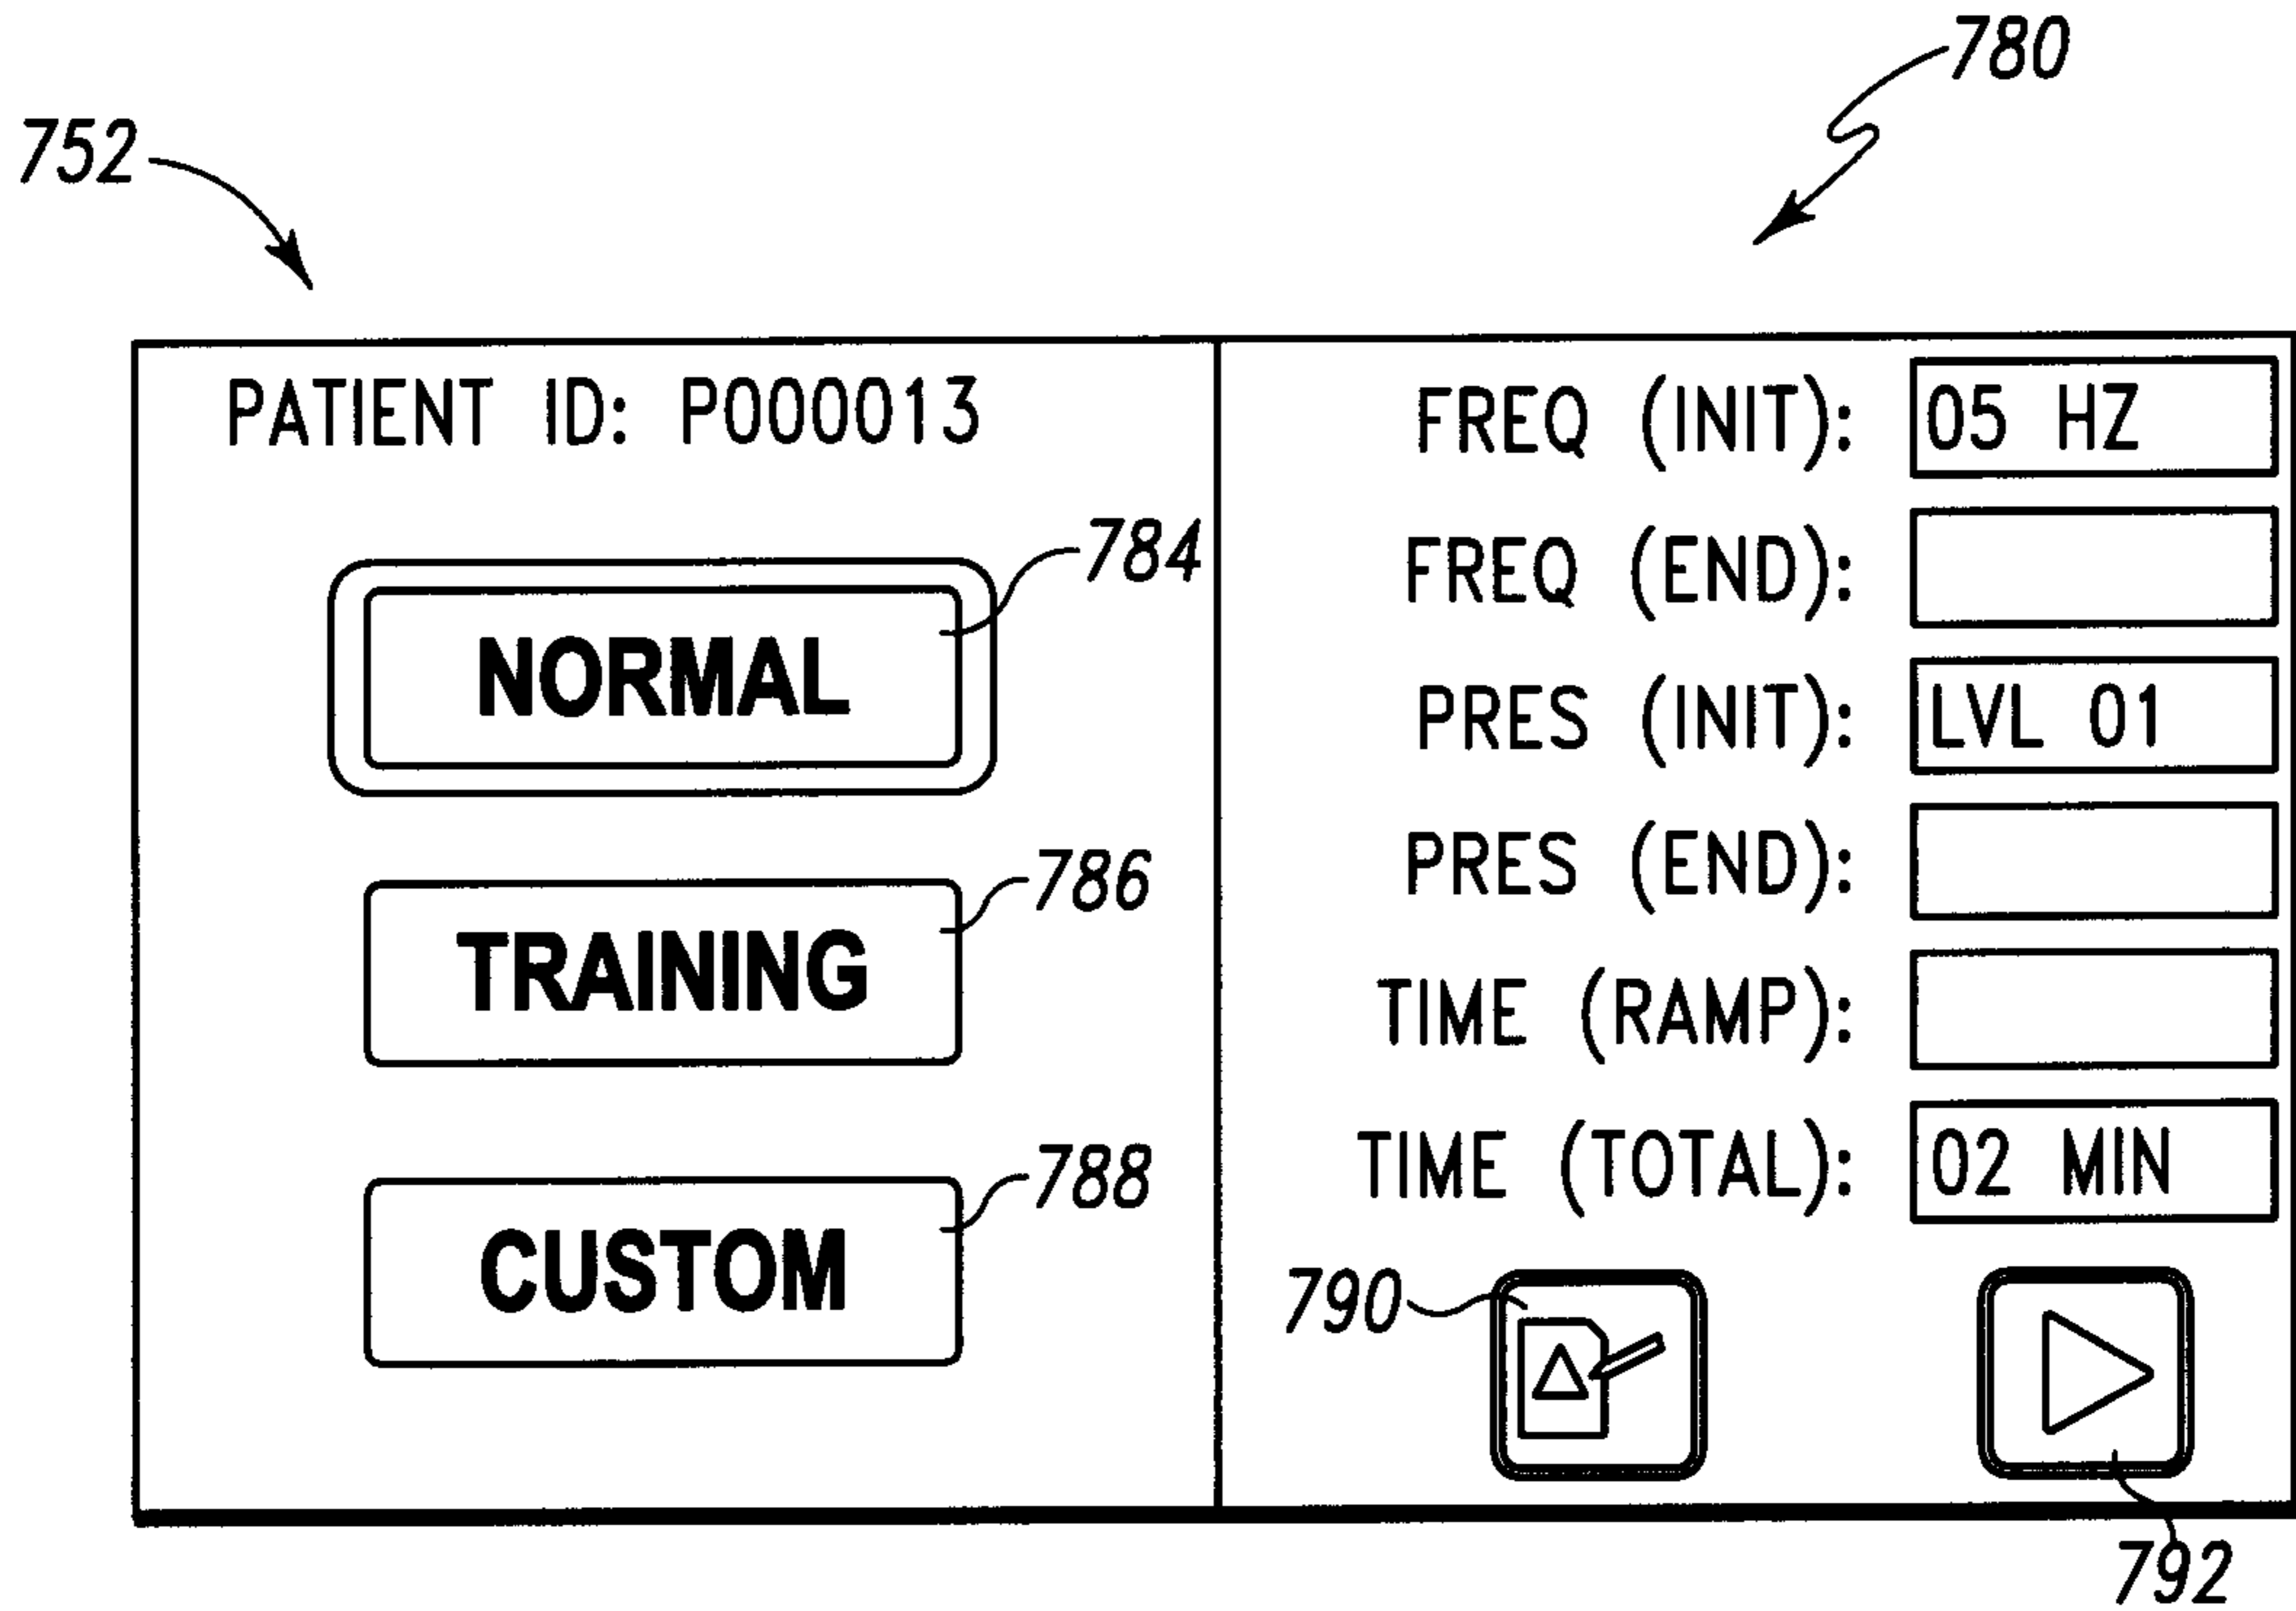 780
752
PATIENT ID: P000013
784
NORMAL
786
TRAINING
788
CUSTOM
FREQ (INIT): 05 HZ
FREQ (END):
PRES (INIT): LVL 01
PRES (END):
TIME (RAMP):
TIME (TOTAL): 02 MIN
790
792